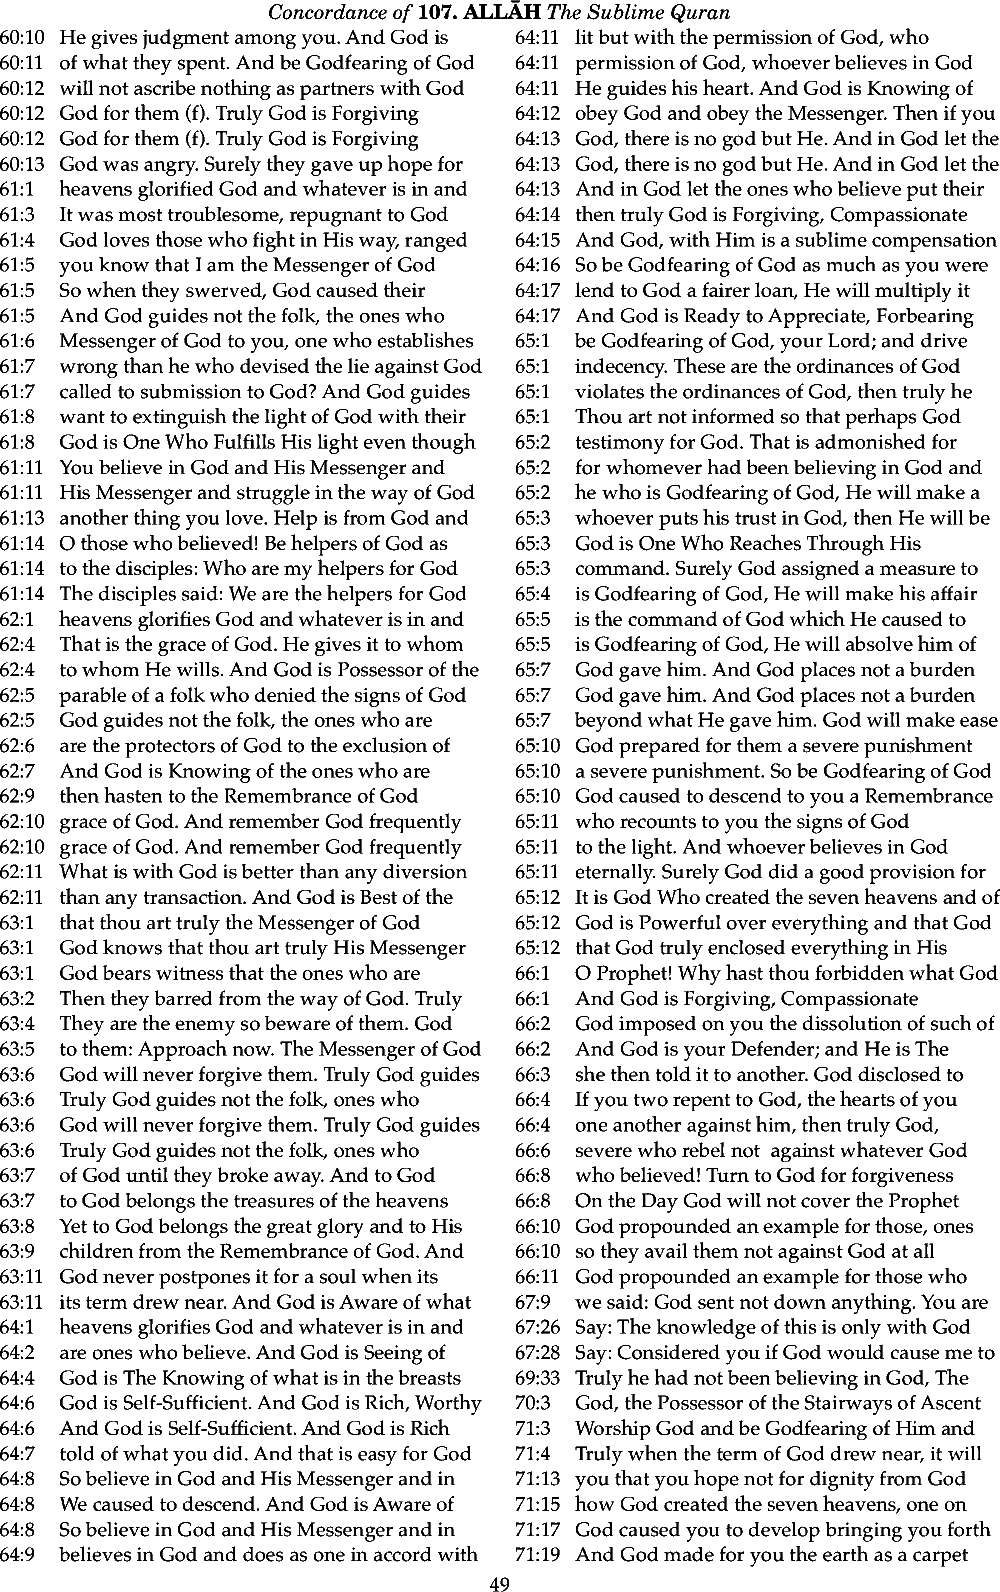 Concordance of 107. ALLĀH The Sublime Quran
60:10 He gives judgment among you. And God is
60:11 of what they spent. And be Godfearing of God
60:12 will not ascribe nothing as partners with God
60:12 God for them (f). Truly God is Forgiving
60:12 God for them (f). Truly God is Forgiving
60:13 God was angry. Surely they gave up hope for
61:1 heavens glorified God and whatever is in and
61:3 It was most troublesome, repugnant to God
61:4 God loves those who fight in His way, ranged
61:5 you know that I am the Messenger of God
61:5 So when they swerved, God caused their
61:5 And God guides not the folk, the ones who
61:6 Messenger of God to you, one who establishes
61:7 wrong than he who devised the lie against God
61:7 called to submission to God? And God guides
61:8 want to extinguish the light of God with their
61:8 God is One Who Fulfills His light even though
61:11 You believe in God and His Messenger and
61:11 His Messenger and struggle in the way of God
61:13 another thing you love. Help is from God and
61:14 O those who believed! Be helpers of God as
61:14 to the disciples: Who are my helpers for God
61:14 The disciples said: We are the helpers for God
62:1 heavens glorifies God and whatever is in and
62:4 That is the grace of God. He gives it to whom
62:4 to whom He wills. And God is Possessor of the
62:5 parable of a folk who denied the signs of God
62:5 God guides not the folk, the ones who are
62:6 are the protectors of God to the exclusion of
62:7 And God is Knowing of the ones who are
62:9 then hasten to the Remembrance of God
62:10 grace of God. And remember God frequently
62:10 grace of God. And remember God frequently
62:11 What is with God is better than any diversion
62:11 than any transaction. And God is Best of the
63:1 that thou art truly the Messenger of God
63:1 God knows that thou art truly His Messenger
63:1 God bears witness that the ones who are
63:2 Then they barred from the way of God. Truly
63:4 They are the enemy so beware of them. God
63:5 to them: Approach now. The Messenger of God
63:6 God will never forgive them. Truly God guides
63:6 Truly God guides not the folk, ones who
63:6 God will never forgive them. Truly God guides
63:6 Truly God guides not the folk, ones who
63:7 of God until they broke away. And to God
63:7 to God belongs the treasures of the heavens
63:8 Yet to God belongs the great glory and to His
63:9 children from the Remembrance of God. And
63:11 God never postpones it for a soul when its
63:11 its term drew near. And God is Aware of what
64:1 heavens glorifies God and whatever is in and
64:2 are ones who believe. And God is Seeing of
64:4 God is The Knowing of what is in the breasts
64:6 God is Self-Sufficient. And God is Rich, Worthy
64:6 And God is Self-Sufficient. And God is Rich
64:7 told of what you did. And that is easy for God
64:8 So believe in God and His Messenger and in
64:8 We caused to descend. And God is Aware of
64:8 So believe in God and His Messenger and in
64:9 believes in God and does as one in accord with
64:11 lit but with the permission of God, who
64:11 permission of God, whoever believes in God
64:11 He guides his heart. And God is Knowing of
64:12 obey God and obey the Messenger. Then if you
64:13 God, there is no god but He. And in God let the
64:13 God, there is no god but He. And in God let the
64:13 And in God let the ones who believe put their
64:14 then truly God is Forgiving, Compassionate
64:15 And God, with Him is a sublime compensation
64:16 So be Godfearing of God as much as you were
64:17 lend to God a fairer loan, He will multiply it
64:17 And God is Ready to Appreciate, Forbearing
65:1 be Godfearing of God, your Lord; and drive
65:1 indecency. These are the ordinances of God
65:1 violates the ordinances of God, then truly he
65:1 Thou art not informed so that perhaps God
65:2 testimony for God. That is admonished for
65:2 for whomever had been believing in God and
65:2 he who is Godfearing of God, He will make a
65:3 whoever puts his trust in God, then He will be
65:3 God is One Who Reaches Through His
65:3 command. Surely God assigned a measure to
65:4 is Godfearing of God, He will make his affair
65:5 is the command of God which He caused to
65:5 is Godfearing of God, He will absolve him of
65:7 God gave him. And God places not a burden
65:7 God gave him. And God places not a burden
65:7 beyond what He gave him. God will make ease
65:10 God prepared for them a severe punishment
65:10 a severe punishment. So be Godfearing of God
65:10 God caused to descend to you a Remembrance
65:11 who recounts to you the signs of God
65:11 to the light. And whoever believes in God
65:11 eternally. Surely God did a good provision for
65:12 It is God Who created the seven heavens and of
65:12 God is Powerful over everything and that God
65:12 that God truly enclosed everything in His
66:1 O Prophet! Why hast thou forbidden what God
66:1 And God is Forgiving, Compassionate
66:2 God imposed on you the dissolution of such of
66:2 And God is your Defender; and He is The
66:3 she then told it to another. God disclosed to
66:4 If you two repent to God, the hearts of you
66:4 one another against him, then truly God,
66:6 severe who rebel not against whatever God
66:8 who believed! Turn to God for forgiveness
66:8 On the Day God will not cover the Prophet
66:10 God propounded an example for those, ones
66:10 so they avail them not against God at all
66:11 God propounded an example for those who
67:9 we said: God sent not down anything. You are
67:26 Say: The knowledge of this is only with God
67:28 Say: Considered you if God would cause me to
69:33 Truly he had not been believing in God, The
70:3 God, the Possessor of the Stairways of Ascent
71:3 Worship God and be Godfearing of Him and
71:4 Truly when the term of God drew near, it will
71:13 you that you hope not for dignity from God
71:15 how God created the seven heavens, one on
71:17 God caused you to develop bringing you forth
71:19 And God made for you the earth as a carpet
49